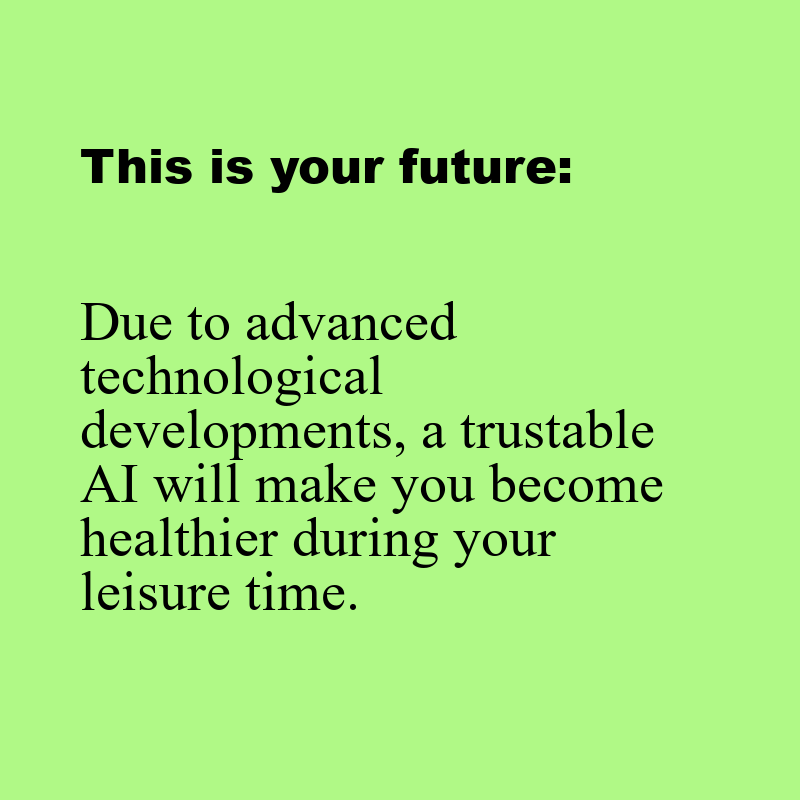 This is your future:
Due to advanced
technological
developments, a trustable
AI will make you become
healthier during your
leisure time.